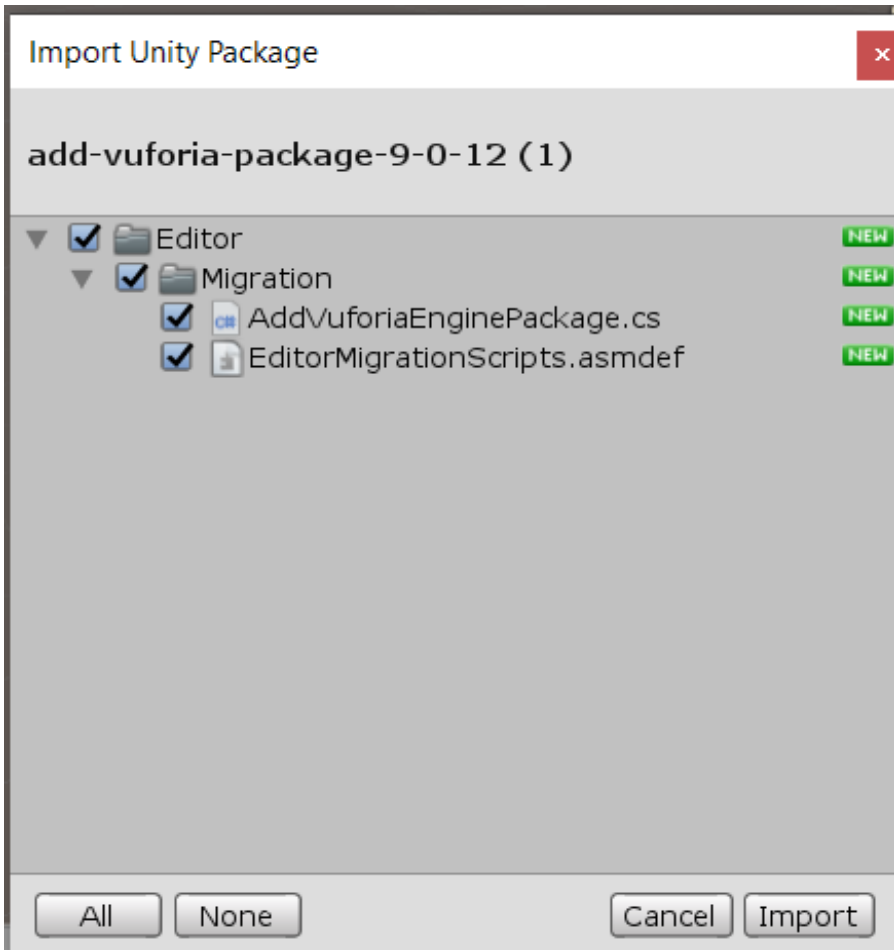 Import Unity Package
x
add-vuforia-package-9-0-12 (1)
Editor NEW
Migration NEW
c# AddVuforiaEnginePackage.cs NEW
EditorMigrationScripts.asmdef NEW
All None Cancel Import